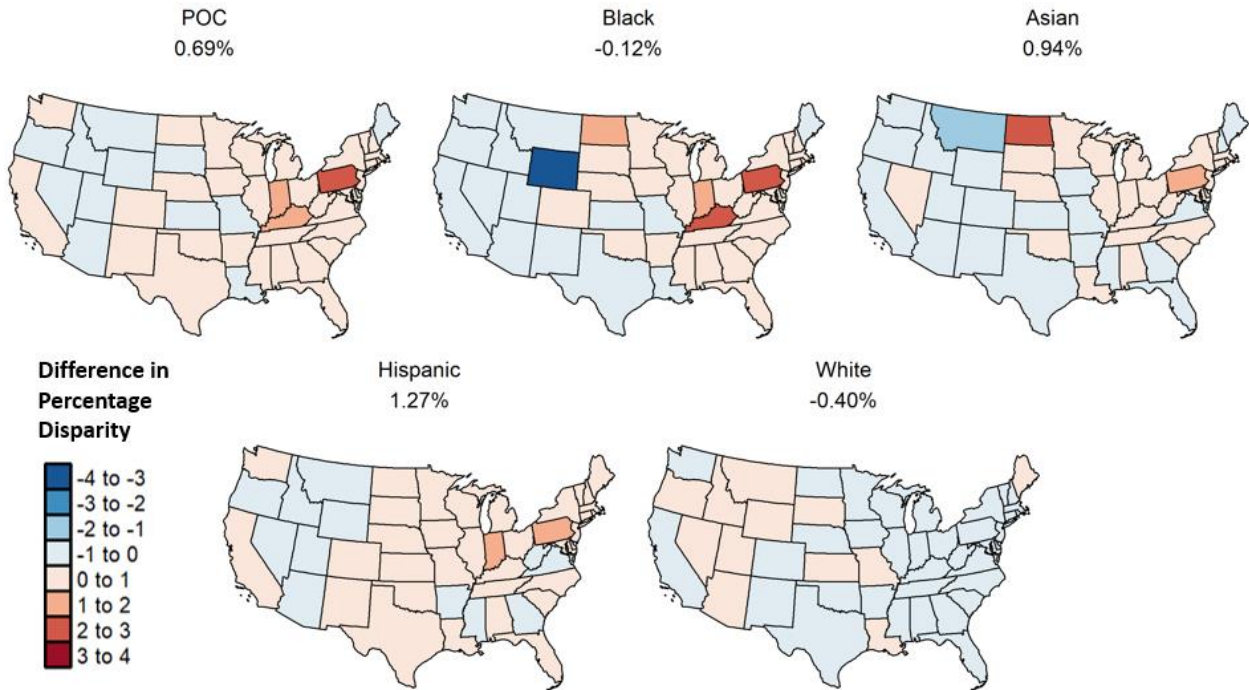 POC
0.69%
Black
-0.12%
Asian
0.94%
Hispanic
1.27%
White
-0.40%
Difference in
Percentage
Disparity
-4 to -3
-3 to -2
-2 to -1
-1 to 0
0 to 1
1 to 2
2 to 3
3 to 4